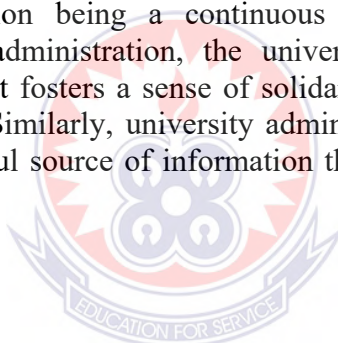 on being a continuous
administration, the univer
t fosters a sense of solida
Similarly, university admin
ul source of information th
EDUCATION FOR SERVICE